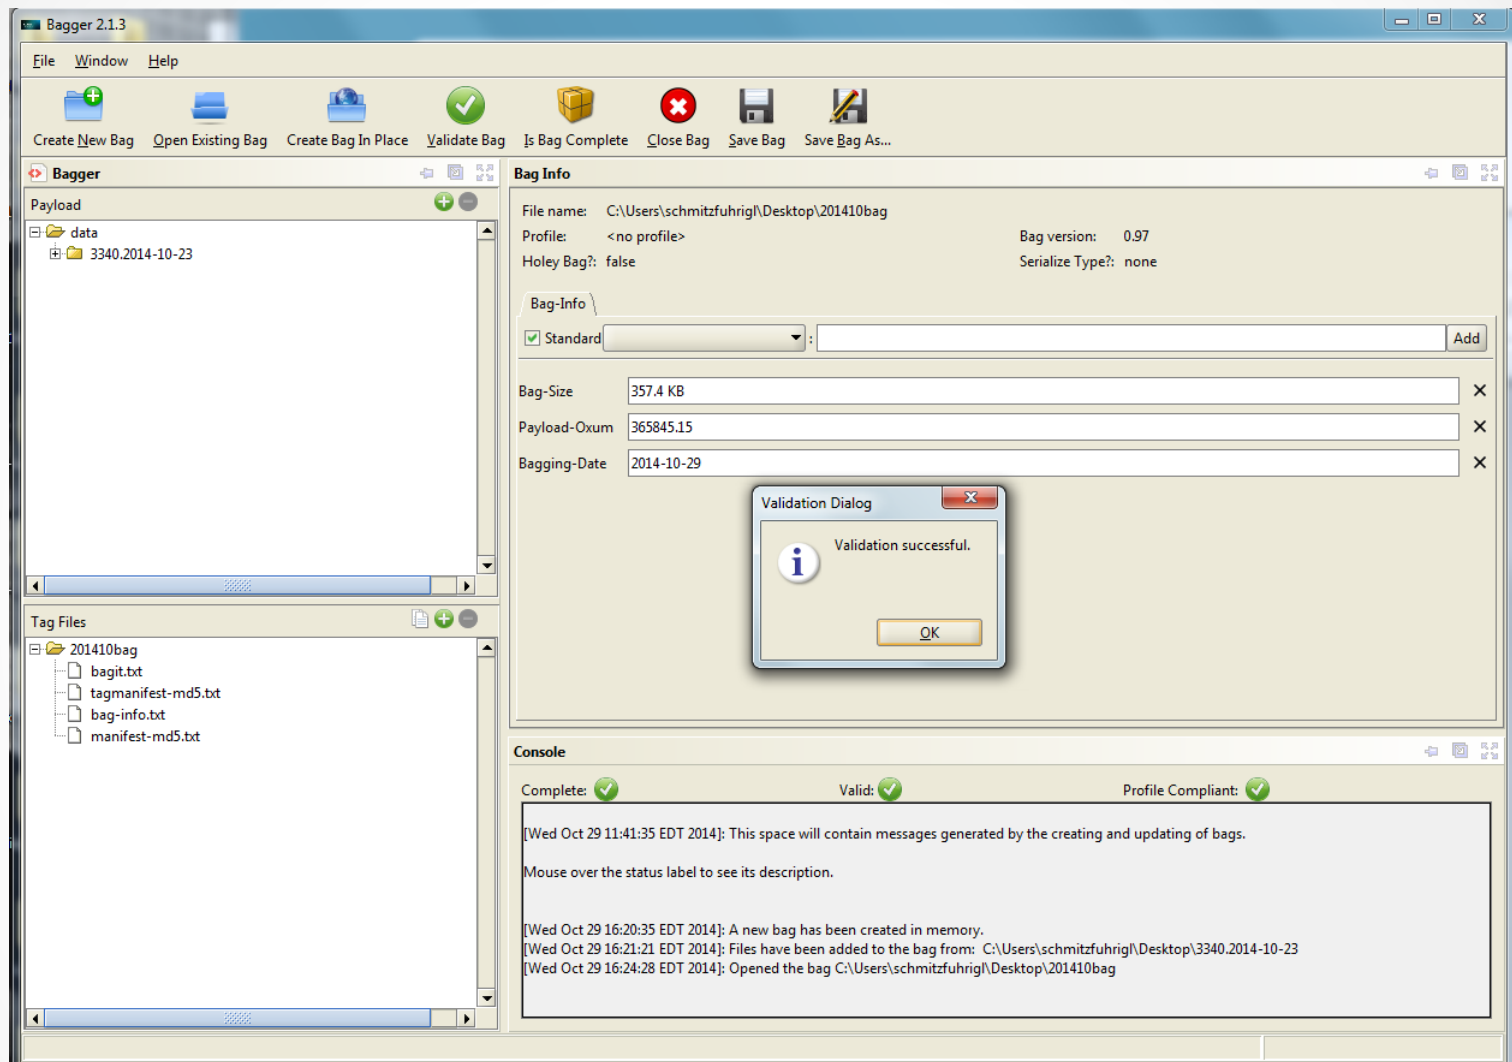 Bagger 2.1.3
File Window Help
Create New Bag Open Existing Bag Create Bag In Place Validate Bag Is Bag Complete Close Bag Save Bag Save Bag As...
Bagger
Payload
data
3340.2014-10-23
Tag Files
201410bag
bagit.txt
tagmanifest-md5.txt
bag-info.txt
manifest-md5.txt
Bag Info
File name: C:\Users\schmitzfuhrigl\Desktop\201410bag
Profile: <no profile> Bag version: 0.97
Holey Bag?: false Serialize Type?: none
Bag-Info
Standard : Add
Bag-Size 357.4 KB
Payload-Oxum 365845.15
Bagging-Date 2014-10-29
Validation Dialog
Validation successful.
OK
Console
Complete: Valid: Profile Compliant:
[Wed Oct 29 11:41:35 EDT 2014]: This space will contain messages generated by the creating and updating of bags.
Mouse over the status label to see its description.
[Wed Oct 29 16:20:35 EDT 2014]: A new bag has been created in memory.
[Wed Oct 29 16:21:21 EDT 2014]: Files have been added to the bag from: C:\Users\schmitzfuhrigl\Desktop\3340.2014-10-23
[Wed Oct 29 16:24:28 EDT 2014]: Opened the bag C:\Users\schmitzfuhrigl\Desktop\201410bag